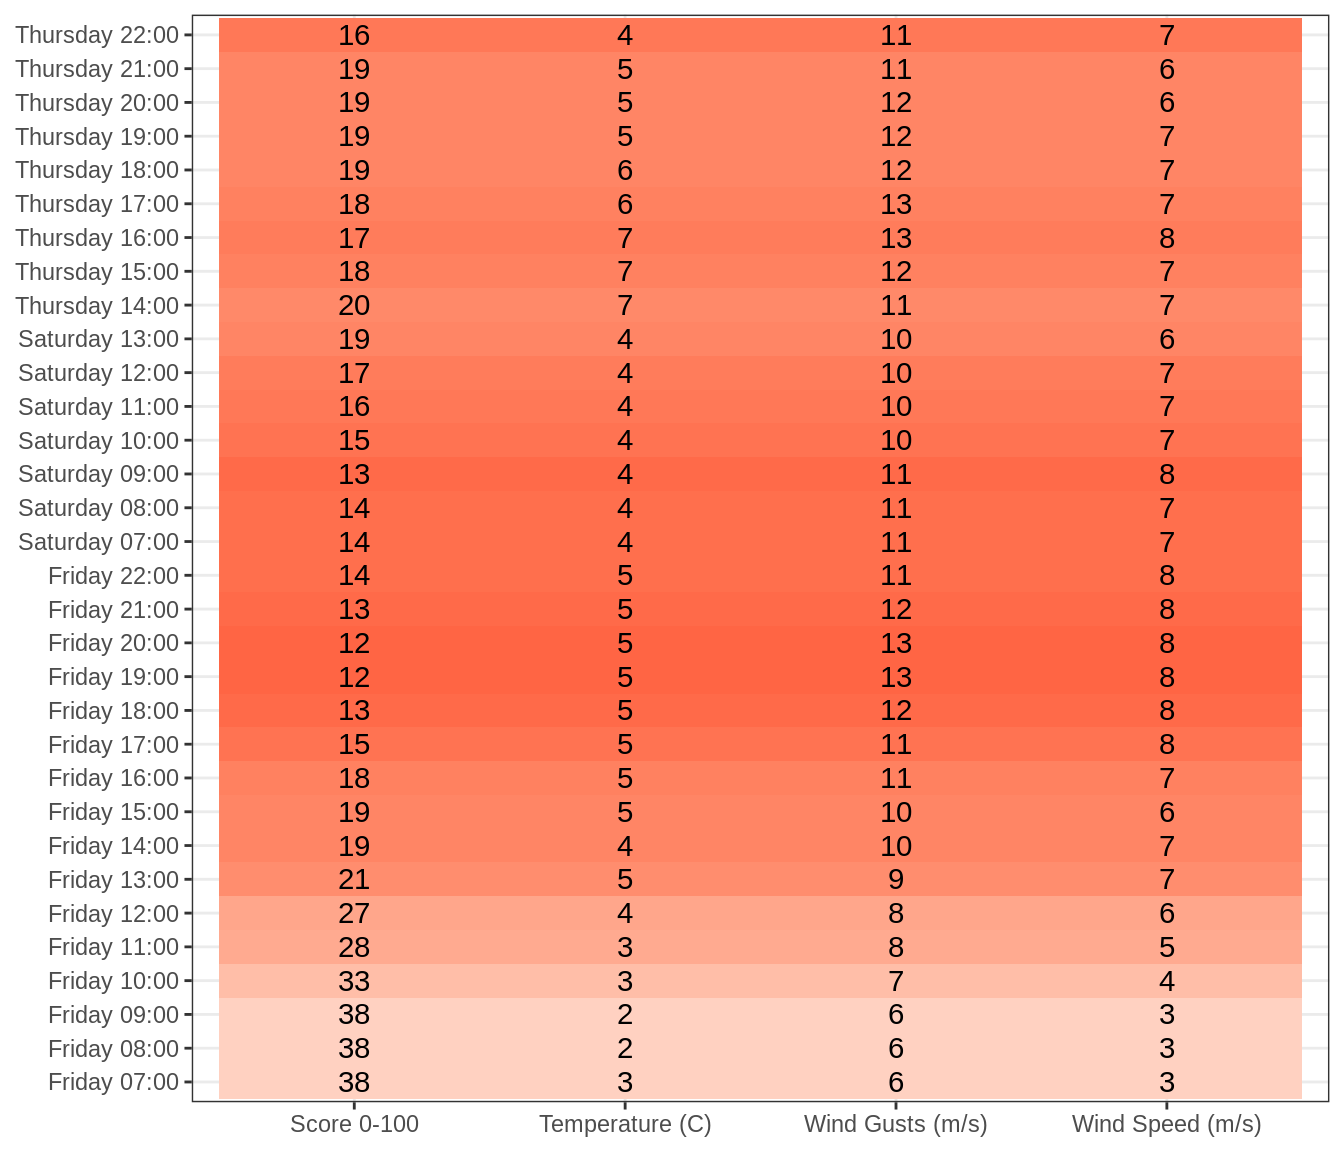 Thursday 22:00 16 4 11 7
Thursday 21:00 19 5 11 6
Thursday 20:00 19 5 12 6
Thursday 19:00 19 5 12 7
Thursday 18:00 19 6 12 7
Thursday 17:00 18 6 13 7
Thursday 16:00 17 7 13 8
Thursday 15:00 18 7 12 7
Thursday 14:00 20 7 11 7
Saturday 13:00 19 4 10 6
Saturday 12:00 17 4 10 7
Saturday 11:00 16 4 10 7
Saturday 10:00 15 4 10 7
Saturday 09:00 13 4 11 8
Saturday 08:00 14 4 11 7
Saturday 07:00 14 4 11 7
Friday 22:00 14 5 11 8
Friday 21:00 13 5 12 8
Friday 20:00 12 5 13 8
Friday 19:00 12 5 13 8
Friday 18:00 13 5 12 8
Friday 17:00 15 5 11 8
Friday 16:00 18 5 11 7
Friday 15:00 19 5 10 6
Friday 14:00 19 4 10 7
Friday 13:00 21 5 9 7
Friday 12:00 27 4 8 6
Friday 11:00 28 3 8 5
Friday 10:00 33 3 7 4
Friday 09:00 38 2 6 3
Friday 08:00 38 2 6 3
Friday 07:00 38 3 6 3
Score 0-100 Temperature (C) Wind Gusts (m/s) Wind Speed (m/s)